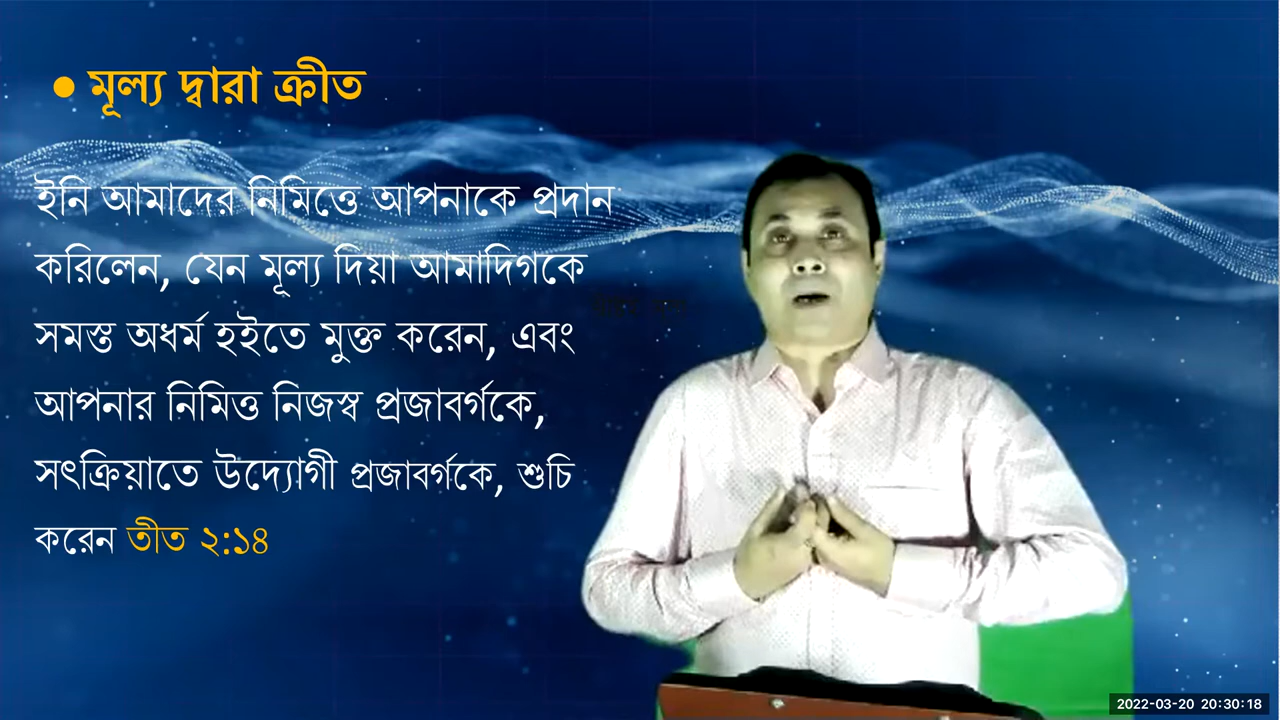 • মূল্য দ্বারা ক্রীত
ইনি আমাদের নিমিত্তে আপনাকে প্রদান
করিলেন, যেন মূল্য দিয়া আমাদিগকে
সমস্ত অধর্ম হইতে মুক্ত করেন, এবং
আপনার নিমিত্ত নিজস্ব প্রজাবর্গকে,
সৎক্রিয়াতে উদ্যোগী প্রজাবর্গকে, শুচি
করেন তীত ২:১৪
2022-03-20 20:30:18